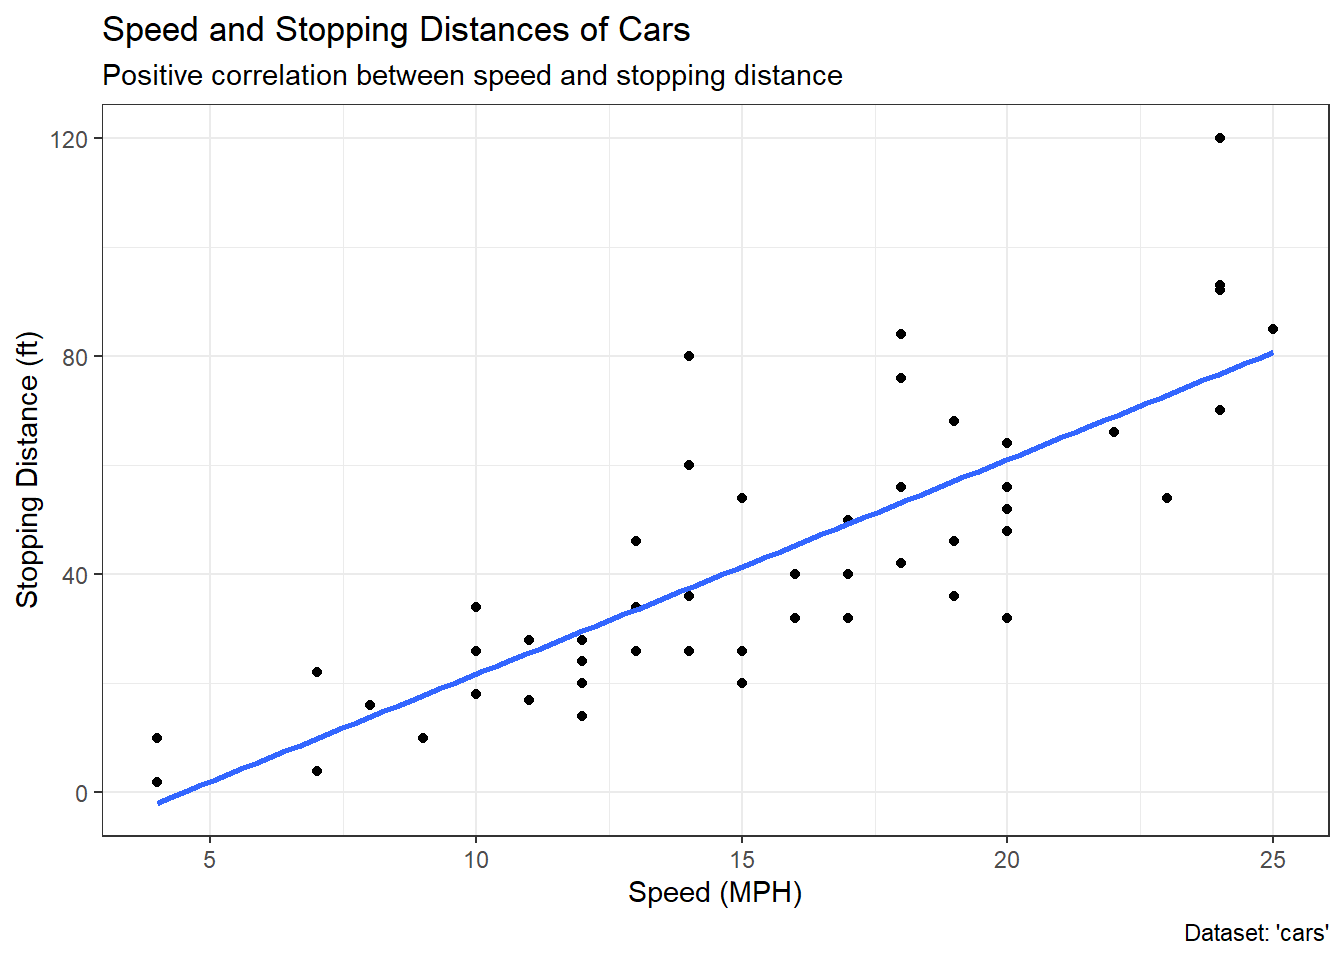 Speed and Stopping Distances of Cars
Positive correlation between speed and stopping distance
Stopping Distance (ft)
120
80
40
0
5 10 15 20 25
Speed (MPH)
Dataset: 'cars'